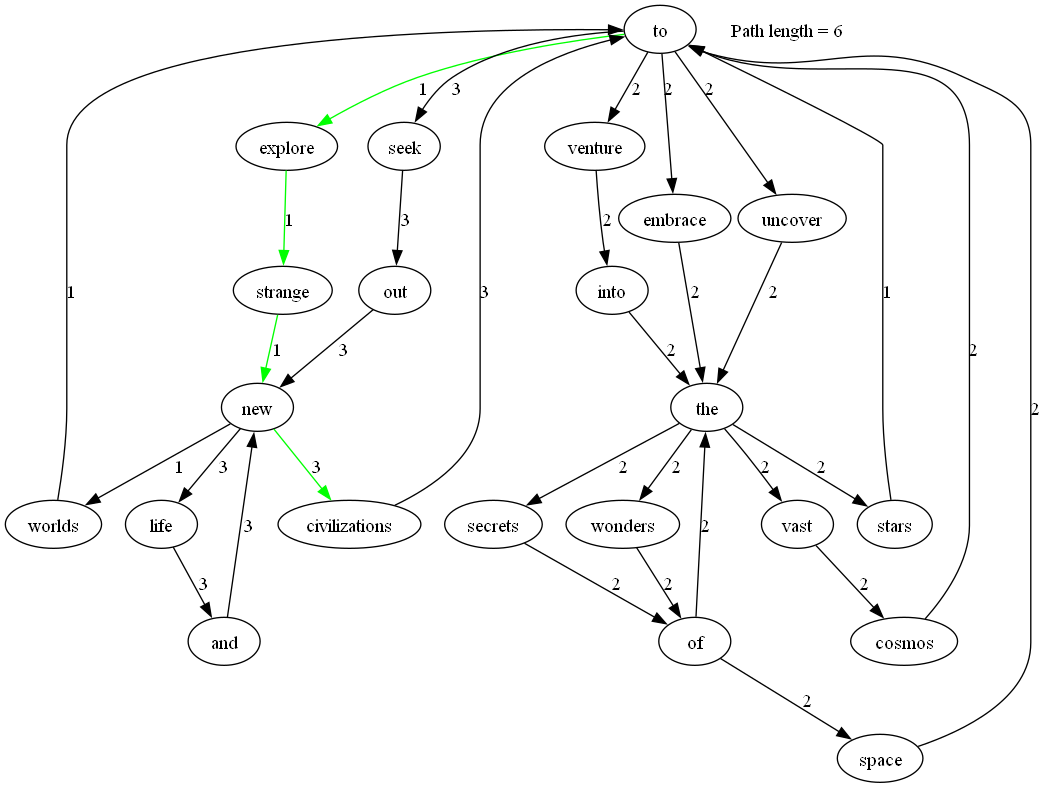 to
Path length = 6
1
3
2
2
2
explore
seek
venture
1
3
2
embrace
uncover
strange
out
into
1
3
2
2
1
3
2
2
1
3
2
new
the
1
3
3
2
2
2
2
2
worlds
life
civilizations
secrets
wonders
vast
stars
3
3
2
2
2
2
and
of
cosmos
2
space